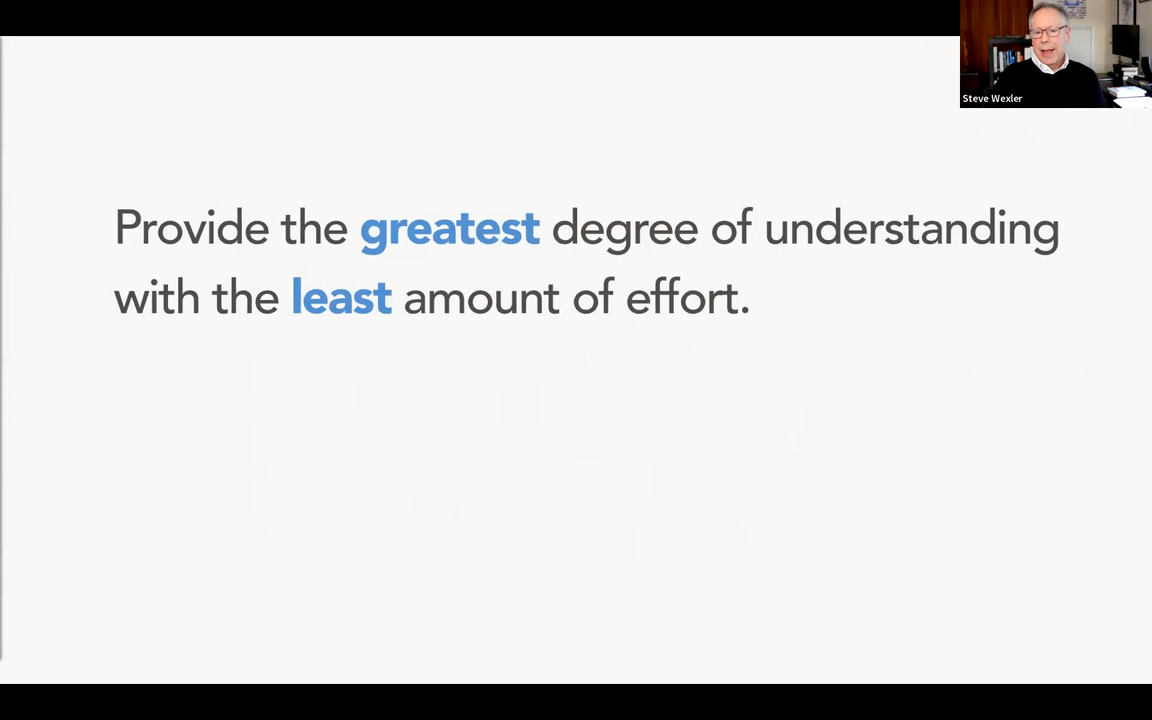 Steve Wexler
Provide the greatest degree of understanding
with the least amount of effort.